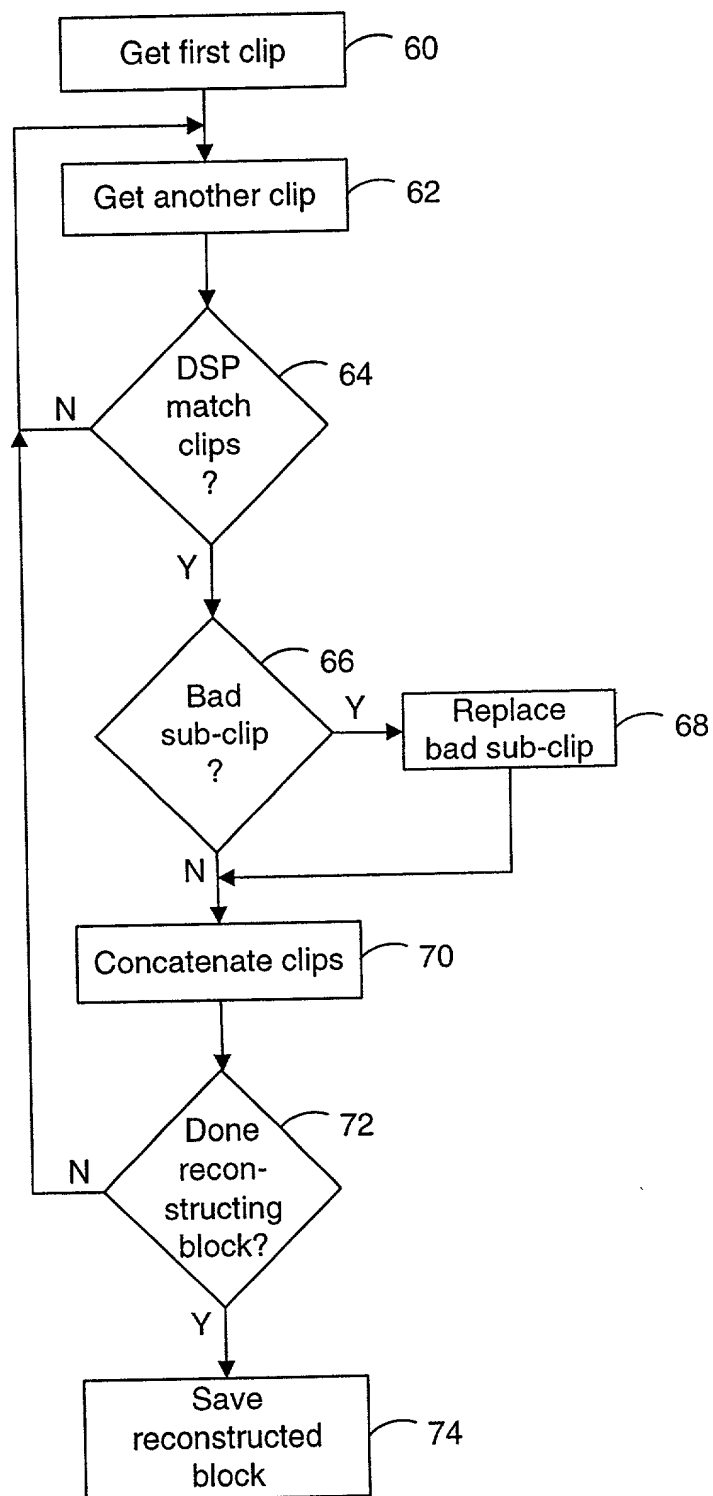 Get first clip
60
Get another clip
62
DSP
match
clips
?
64
N
Y
Bad
sub-clip
?
66
Y
Replace
bad sub-clip
68
N
Concatenate clips
70
Done
recon-
structing
block?
72
N
Y
Save
reconstructed
block
74